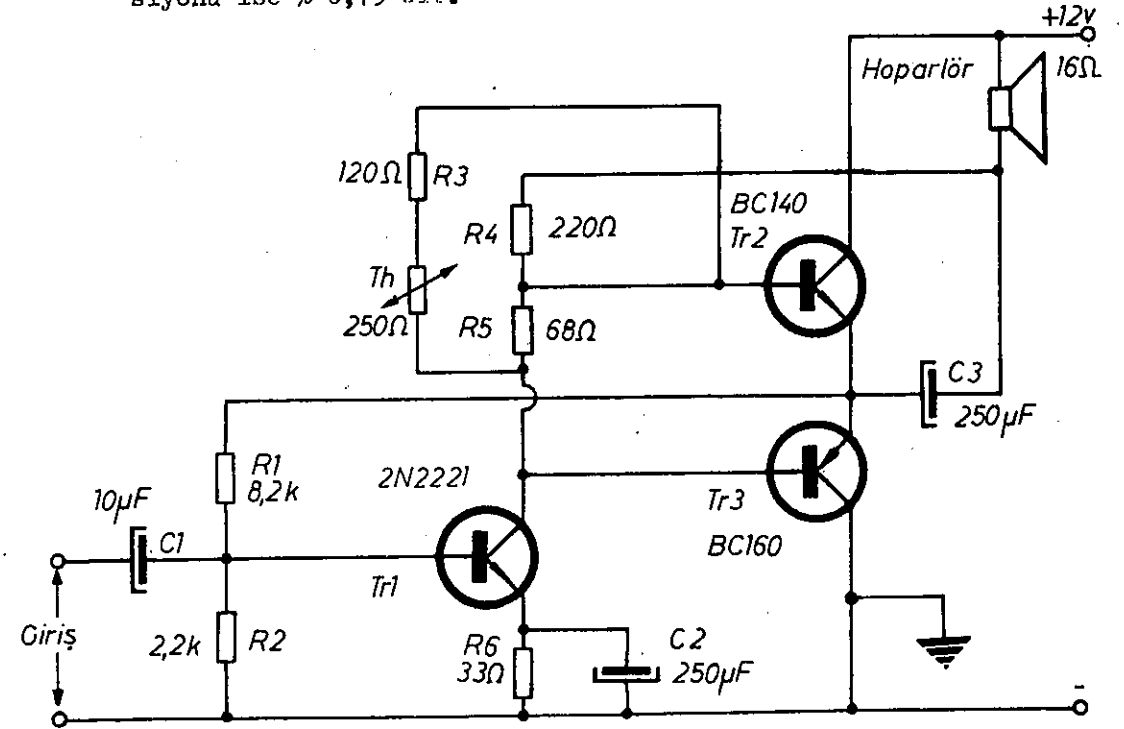 +12v
Hoparlör
16Ω
120Ω
R3
R4
220Ω
BC140
Tr2
Th
250Ω
R5
68Ω
C3
250µF
R1
8,2k
2N2221
10µF
C1
Tr3
BC160
Tr1
Giriş
2,2k
R2
R6
33Ω
C2
250µF
-